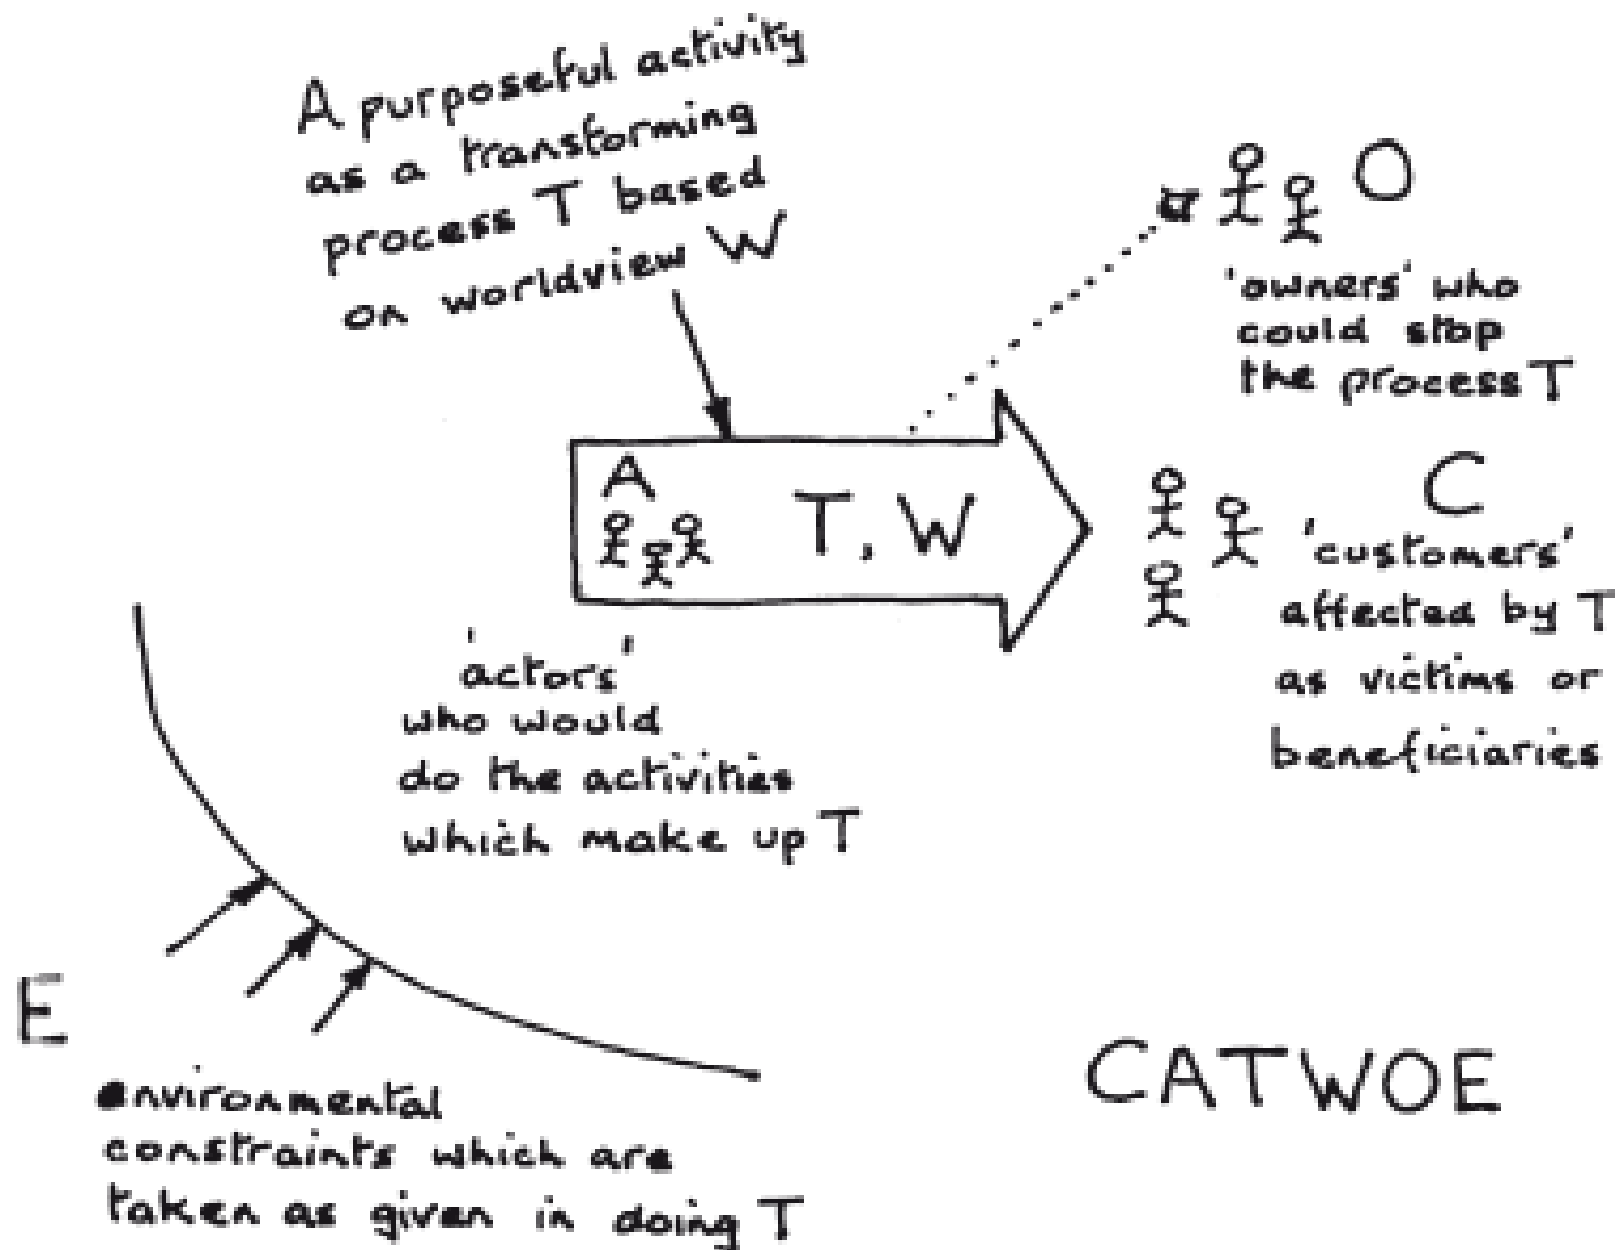 A purposeful activity
as a transforming
process T based
on worldview W
O
'owners' who
could stop
the process T
A
T, W
C
'customers'
affected by T
as victims or
beneficiaries
'actors'
who would
do the activities
which make up T
E
environmental
constraints which are
taken as given in doing T
CATWOE